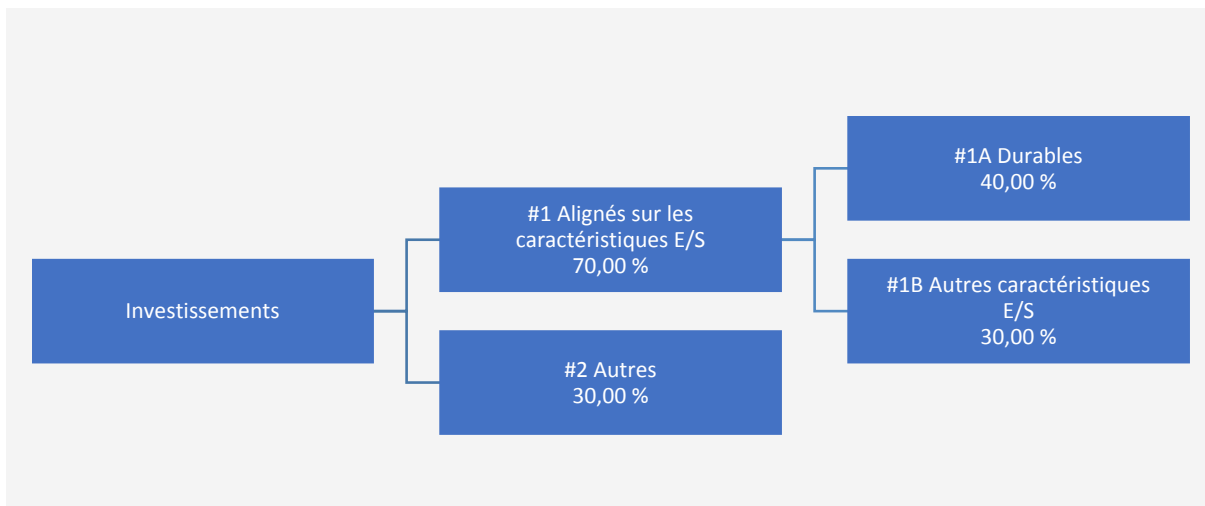 Investissements
#1 Alignés sur les
caractéristiques E/S
70,00 %
#2 Autres
30,00 %
#1A Durables
40,00 %
#1B Autres caractéristiques
E/S
30,00 %